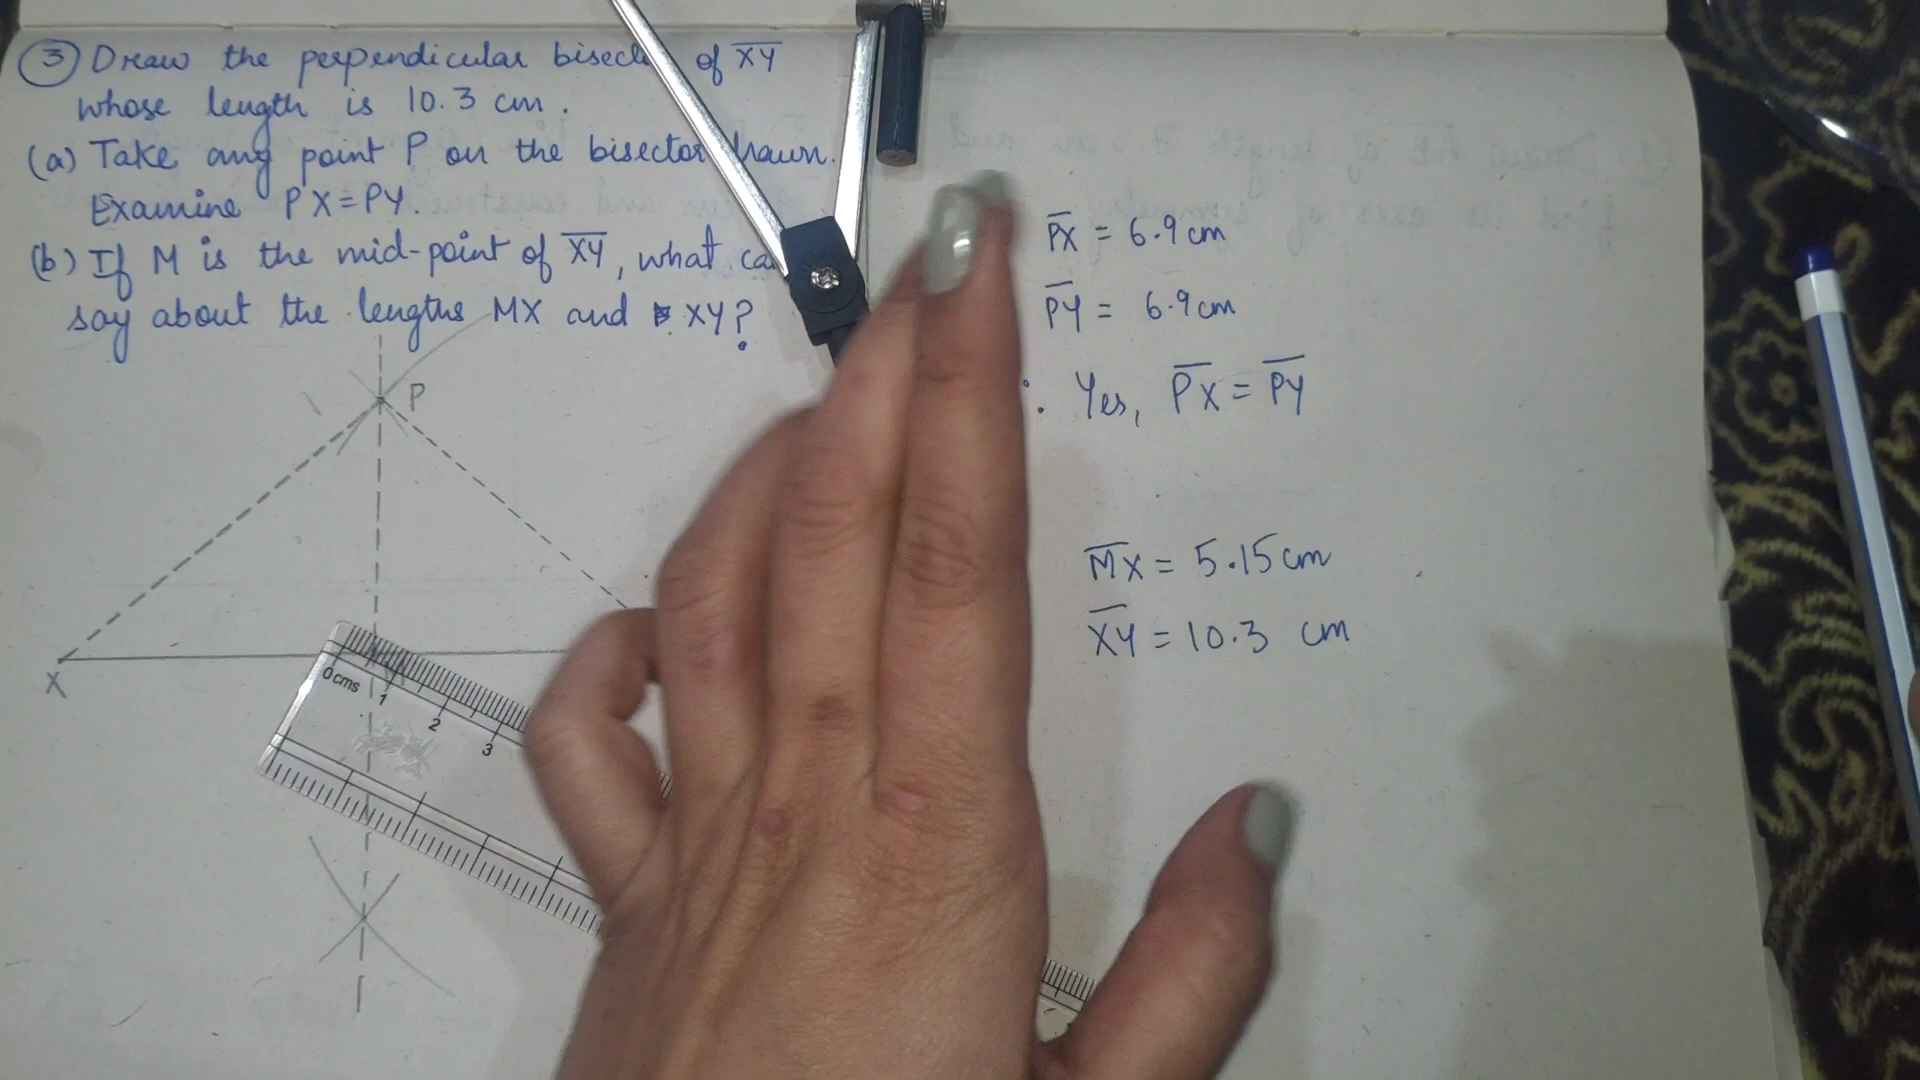 ③ Draw the perpendicular bisect of XY
whose length is 10.3 cm.
(a) Take any point P on the bisector drawn.
Examine PX=PY.
(b) If M is the mid-point of XY, what ca
say about the lengths MX and XY?
PX = 6.9 cm
PY = 6.9 cm
Yes, PX = PY
MX = 5.15 cm
XY = 10.3 cm
P
X
M
0 cms 1 2 3